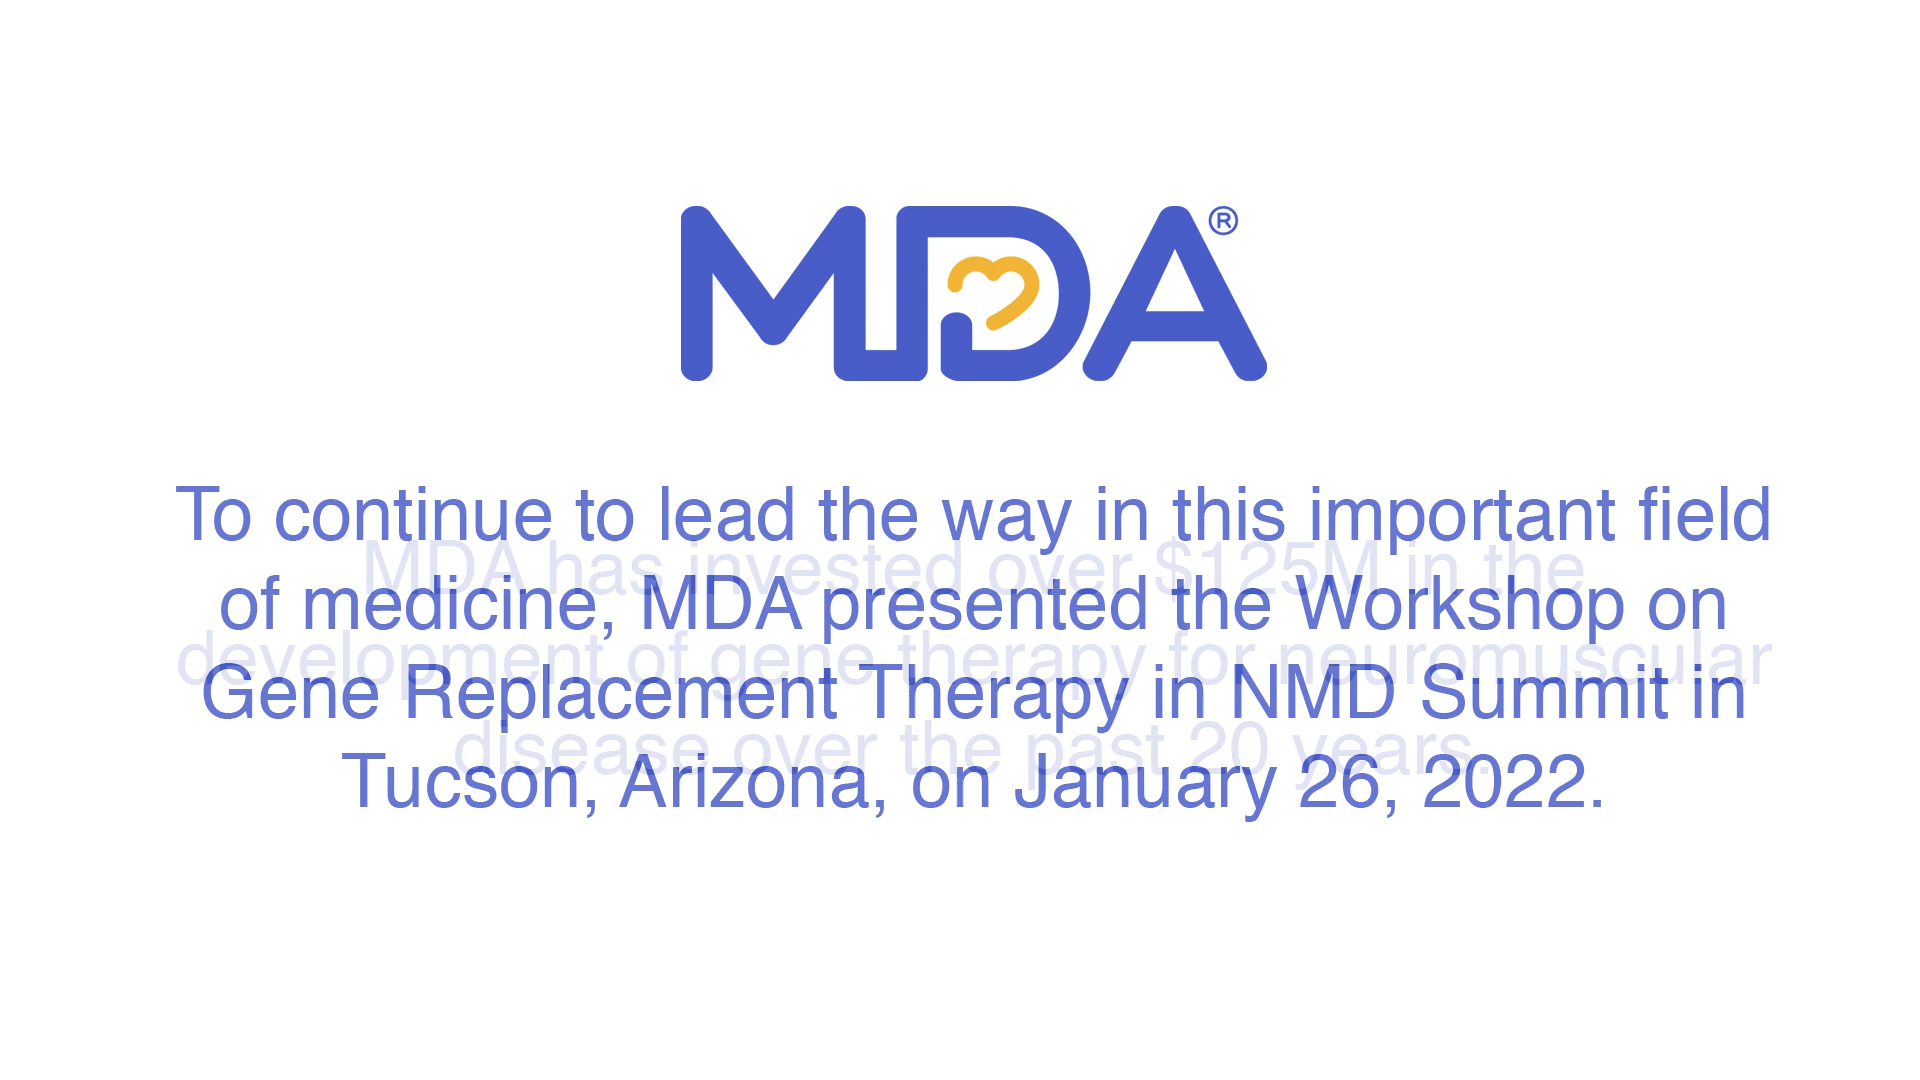 MDA®
To continue to lead the way in this important field
of medicine, MDA presented the Workshop on
Gene Replacement Therapy in NMD Summit in
Tucson, Arizona, on January 26, 2022.
MDA has invested over $125M in the
development of gene therapy for neuromuscular
disease over the past 20 years.